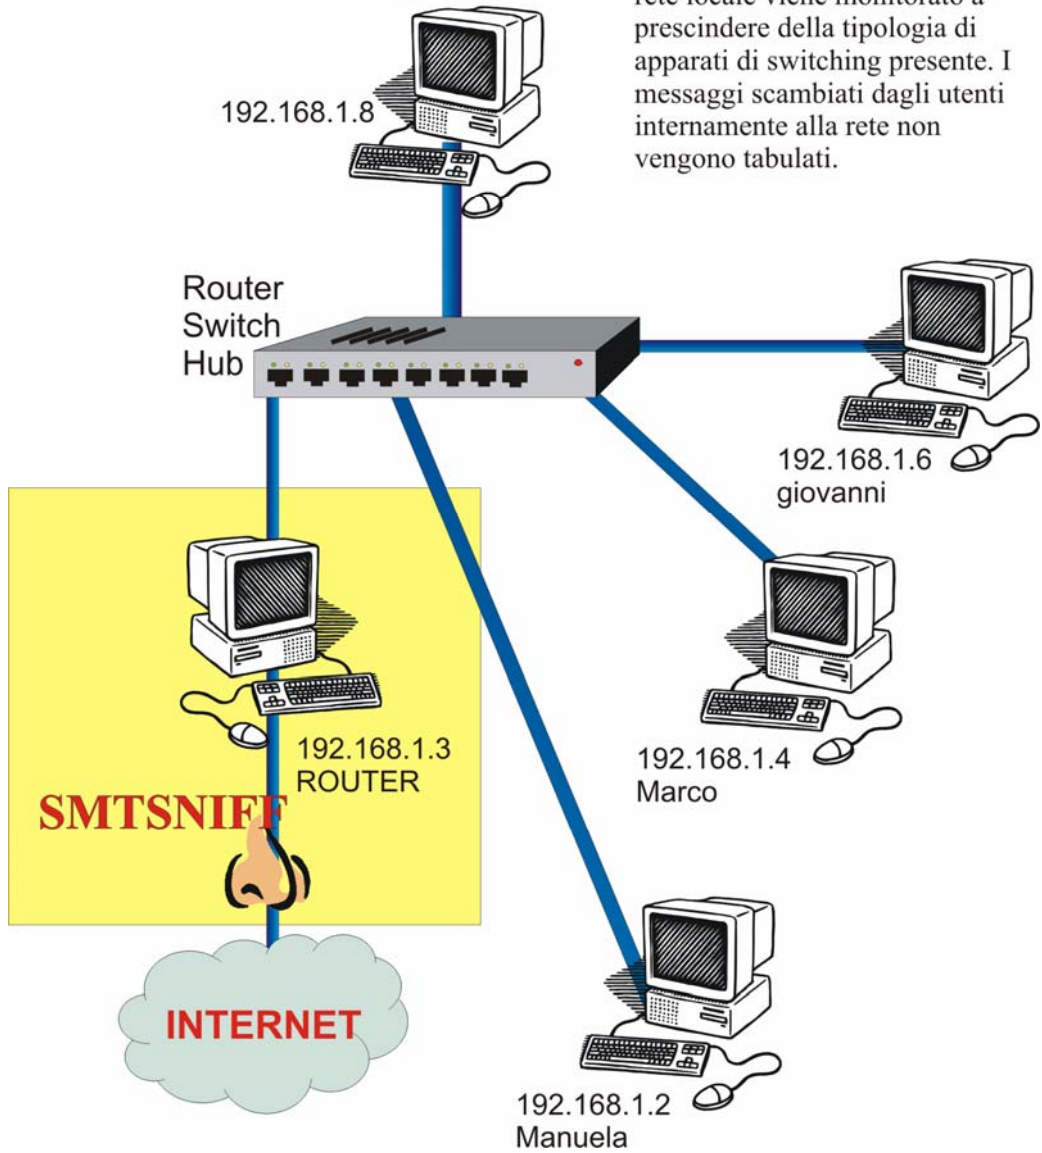 rete locale viene monitorato a
prescindere della tipologia di
apparati di switching presente. I
messaggi scambiati dagli utenti
internamente alla rete non
vengono tabulati.
192.168.1.8
Router
Switch
Hub
192.168.1.6
giovanni
192.168.1.3
ROUTER
192.168.1.4
Marco
SMTSNIFF
INTERNET
192.168.1.2
Manuela